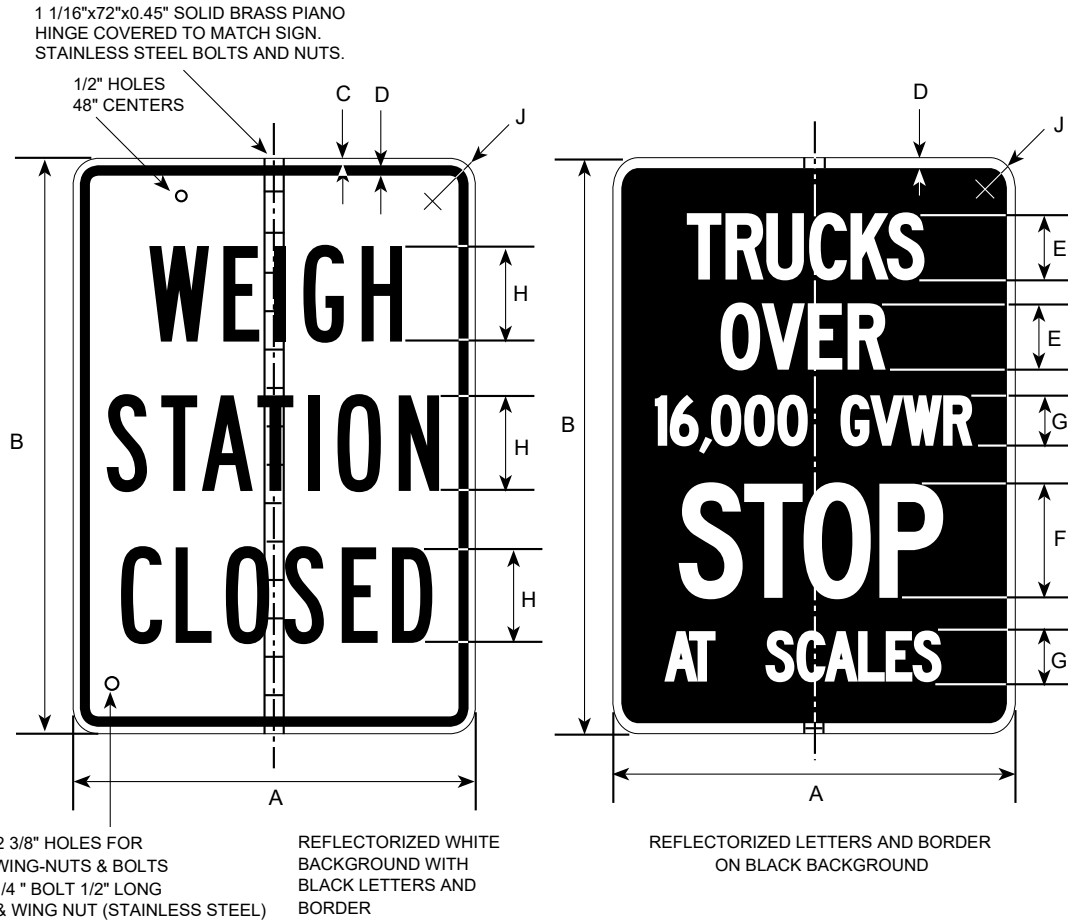 1 1/16"x72"x0.45" SOLID BRASS PIANO
HINGE COVERED TO MATCH SIGN.
STAINLESS STEEL BOLTS AND NUTS.
1/2" HOLES
48" CENTERS
C
D
J
B
WEIGH
H
STATION
H
CLOSED
H
A
2 3/8" HOLES FOR
WING-NUTS & BOLTS
/4 " BOLT 1/2" LONG
& WING NUT (STAINLESS STEEL)
REFLECTORIZED WHITE
BACKGROUND WITH
BLACK LETTERS AND
BORDER
D
J
B
TRUCKS
E
OVER
E
16,000 GVWR
G
STOP
F
AT SCALES
G
A
REFLECTORIZED LETTERS AND BORDER
ON BLACK BACKGROUND